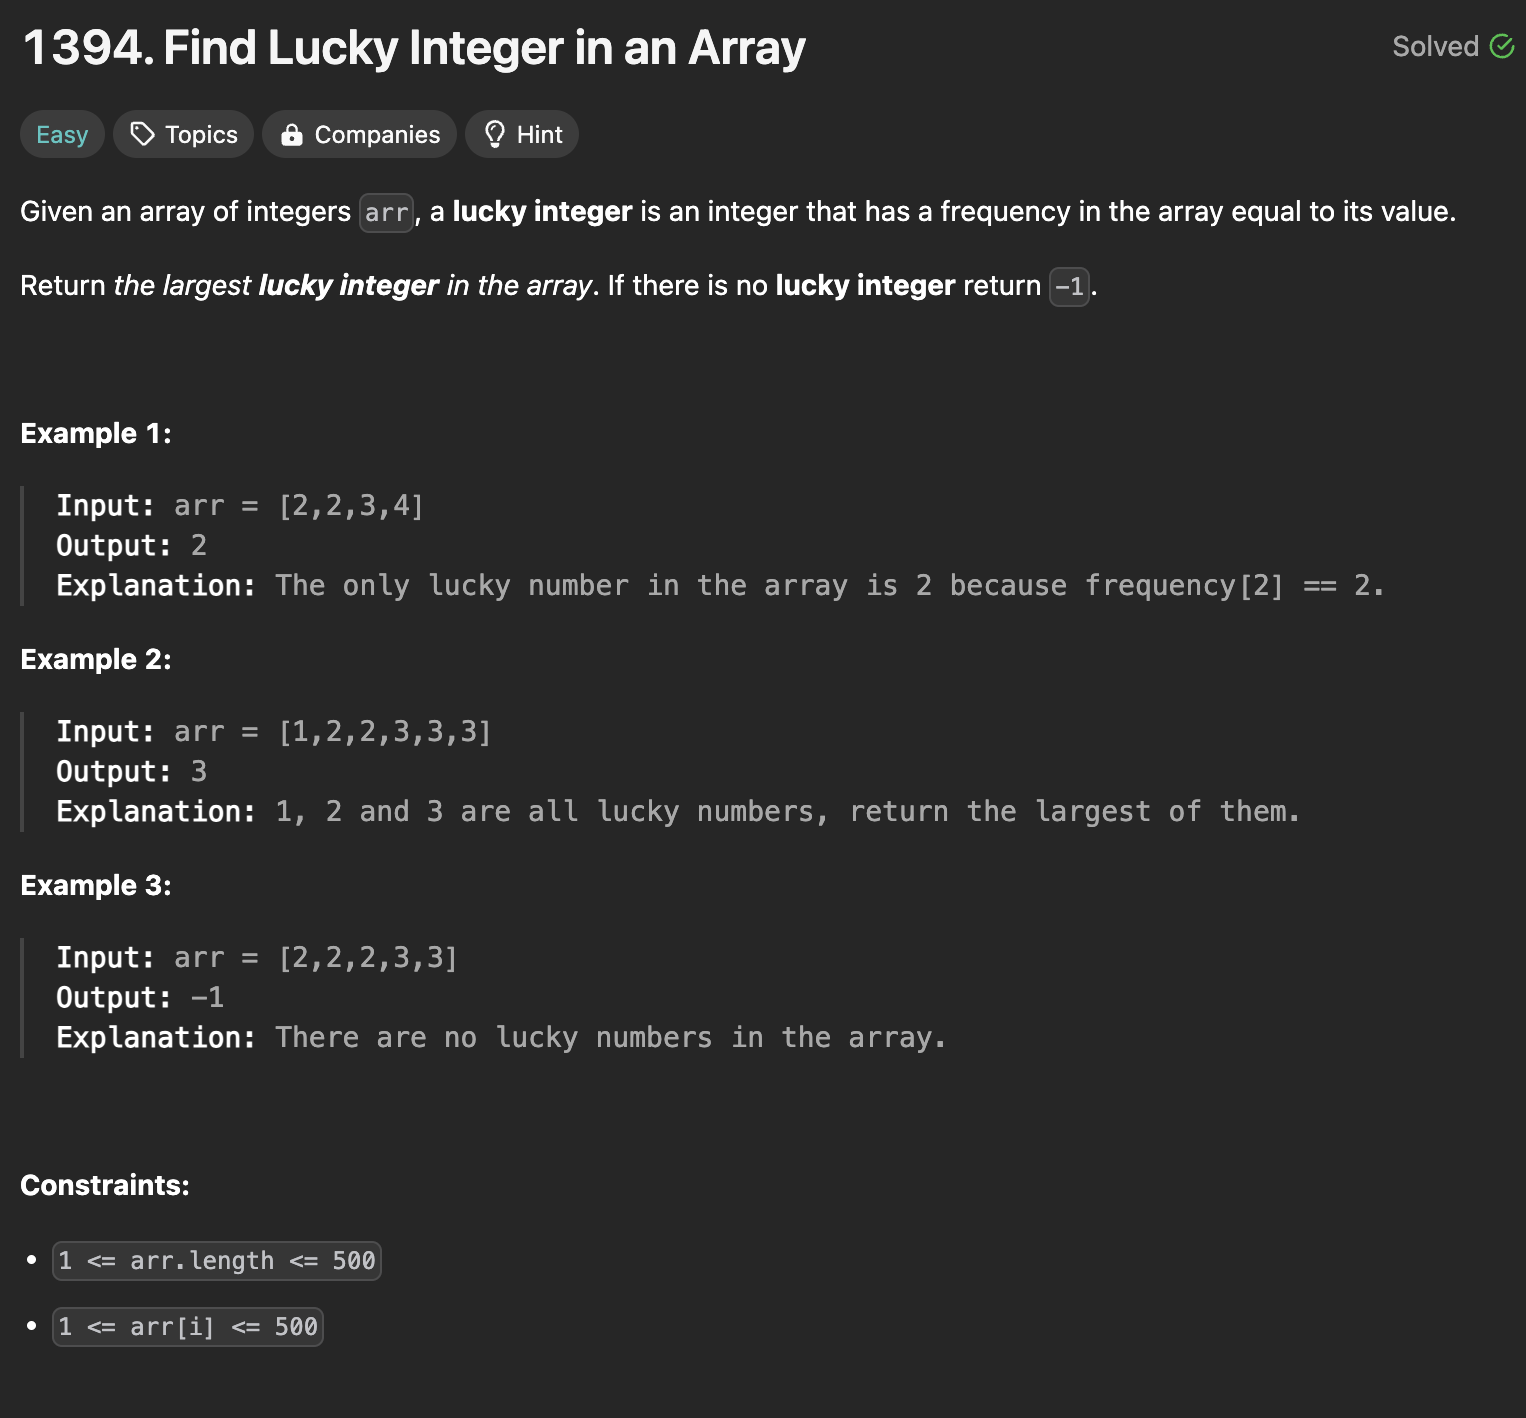 1394. Find Lucky Integer in an Array
Solved
Easy
Topics
Companies
Hint
Given an array of integers arr, a lucky integer is an integer that has a frequency in the array equal to its value.
Return the largest lucky integer in the array. If there is no lucky integer return -1.
Example 1:
Input: arr = [2,2,3,4]
Output: 2
Explanation: The only lucky number in the array is 2 because frequency[2] == 2.
Example 2:
Input: arr = [1,2,2,3,3,3]
Output: 3
Explanation: 1, 2 and 3 are all lucky numbers, return the largest of them.
Example 3:
Input: arr = [2,2,2,3,3]
Output: -1
Explanation: There are no lucky numbers in the array.
Constraints:
• 1 <= arr.length <= 500
• 1 <= arr[i] <= 500